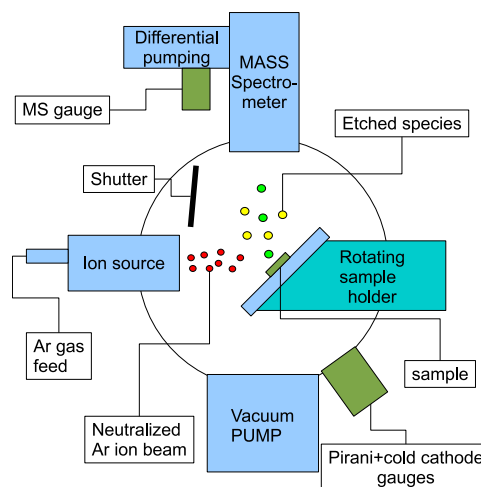 Differential
pumping
MASS
Spectro-
meter
MS gauge
Etched species
Shutter
Ion source
Rotating
sample
holder
Ar gas
feed
sample
Neutralized
Ar ion beam
Vacuum
PUMP
Pirani+cold cathode
gauges